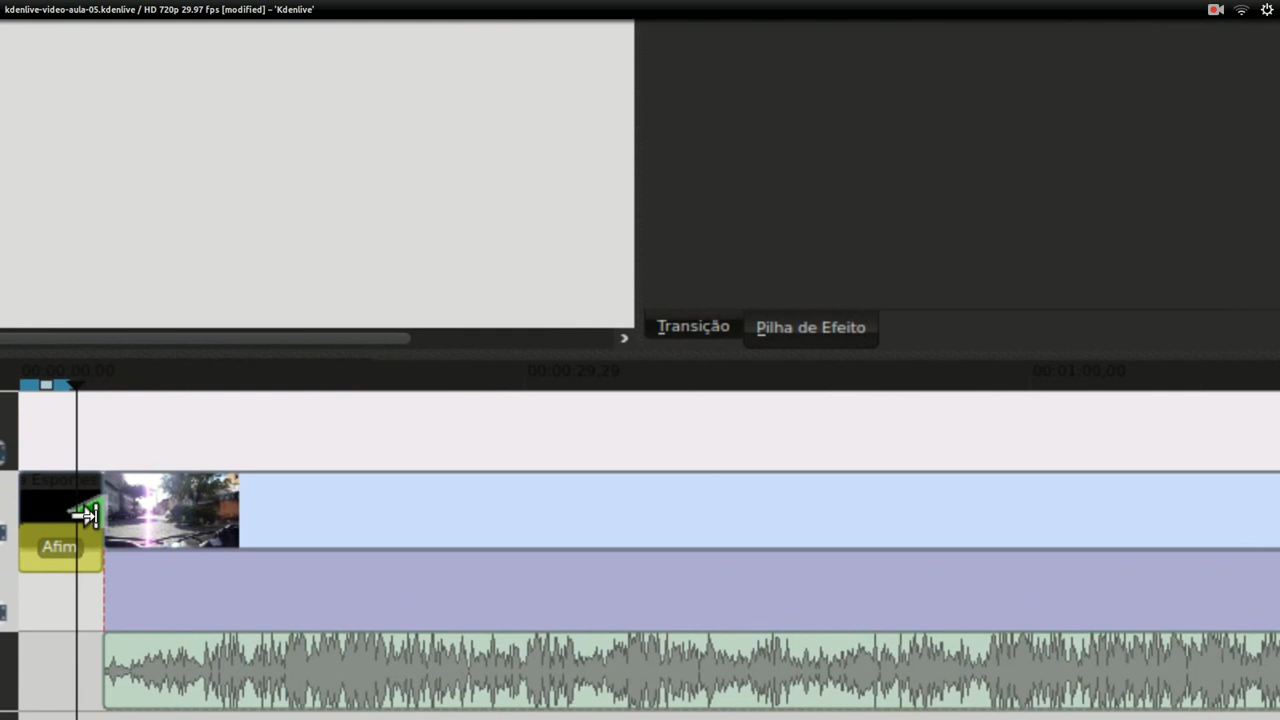 kdenlive-video-aula-05.kdenlive / HD 720p 29.97 fps [modified] – 'Kdenlive'
Transição
Pilha de Efeito
00:00:00,00
00:00:29,29
00:01:00,00
Esportes
Afim